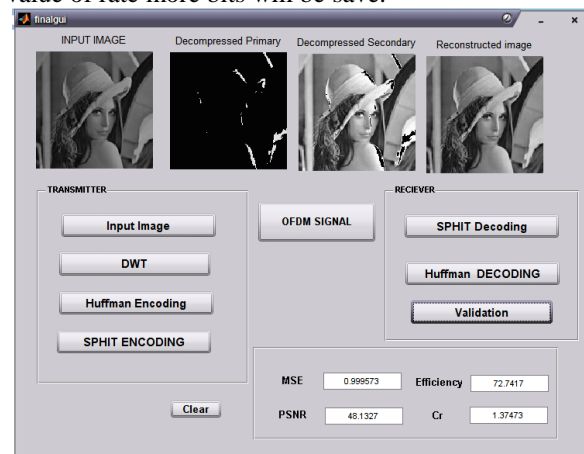 value of rate more bits will be save.
finalgui
INPUT IMAGE Decompressed Primary Decompressed Secondary Reconstructed image
TRANSMITTER
Input Image
DWT
Huffman Encoding
SPHIT ENCODING
Clear
OFDM SIGNAL
RECIEVER
SPHIT Decoding
Huffman DECODING
Validation
MSE 0.999573 Efficiency 72.7417
PSNR 48.1327 Cr 1.37473